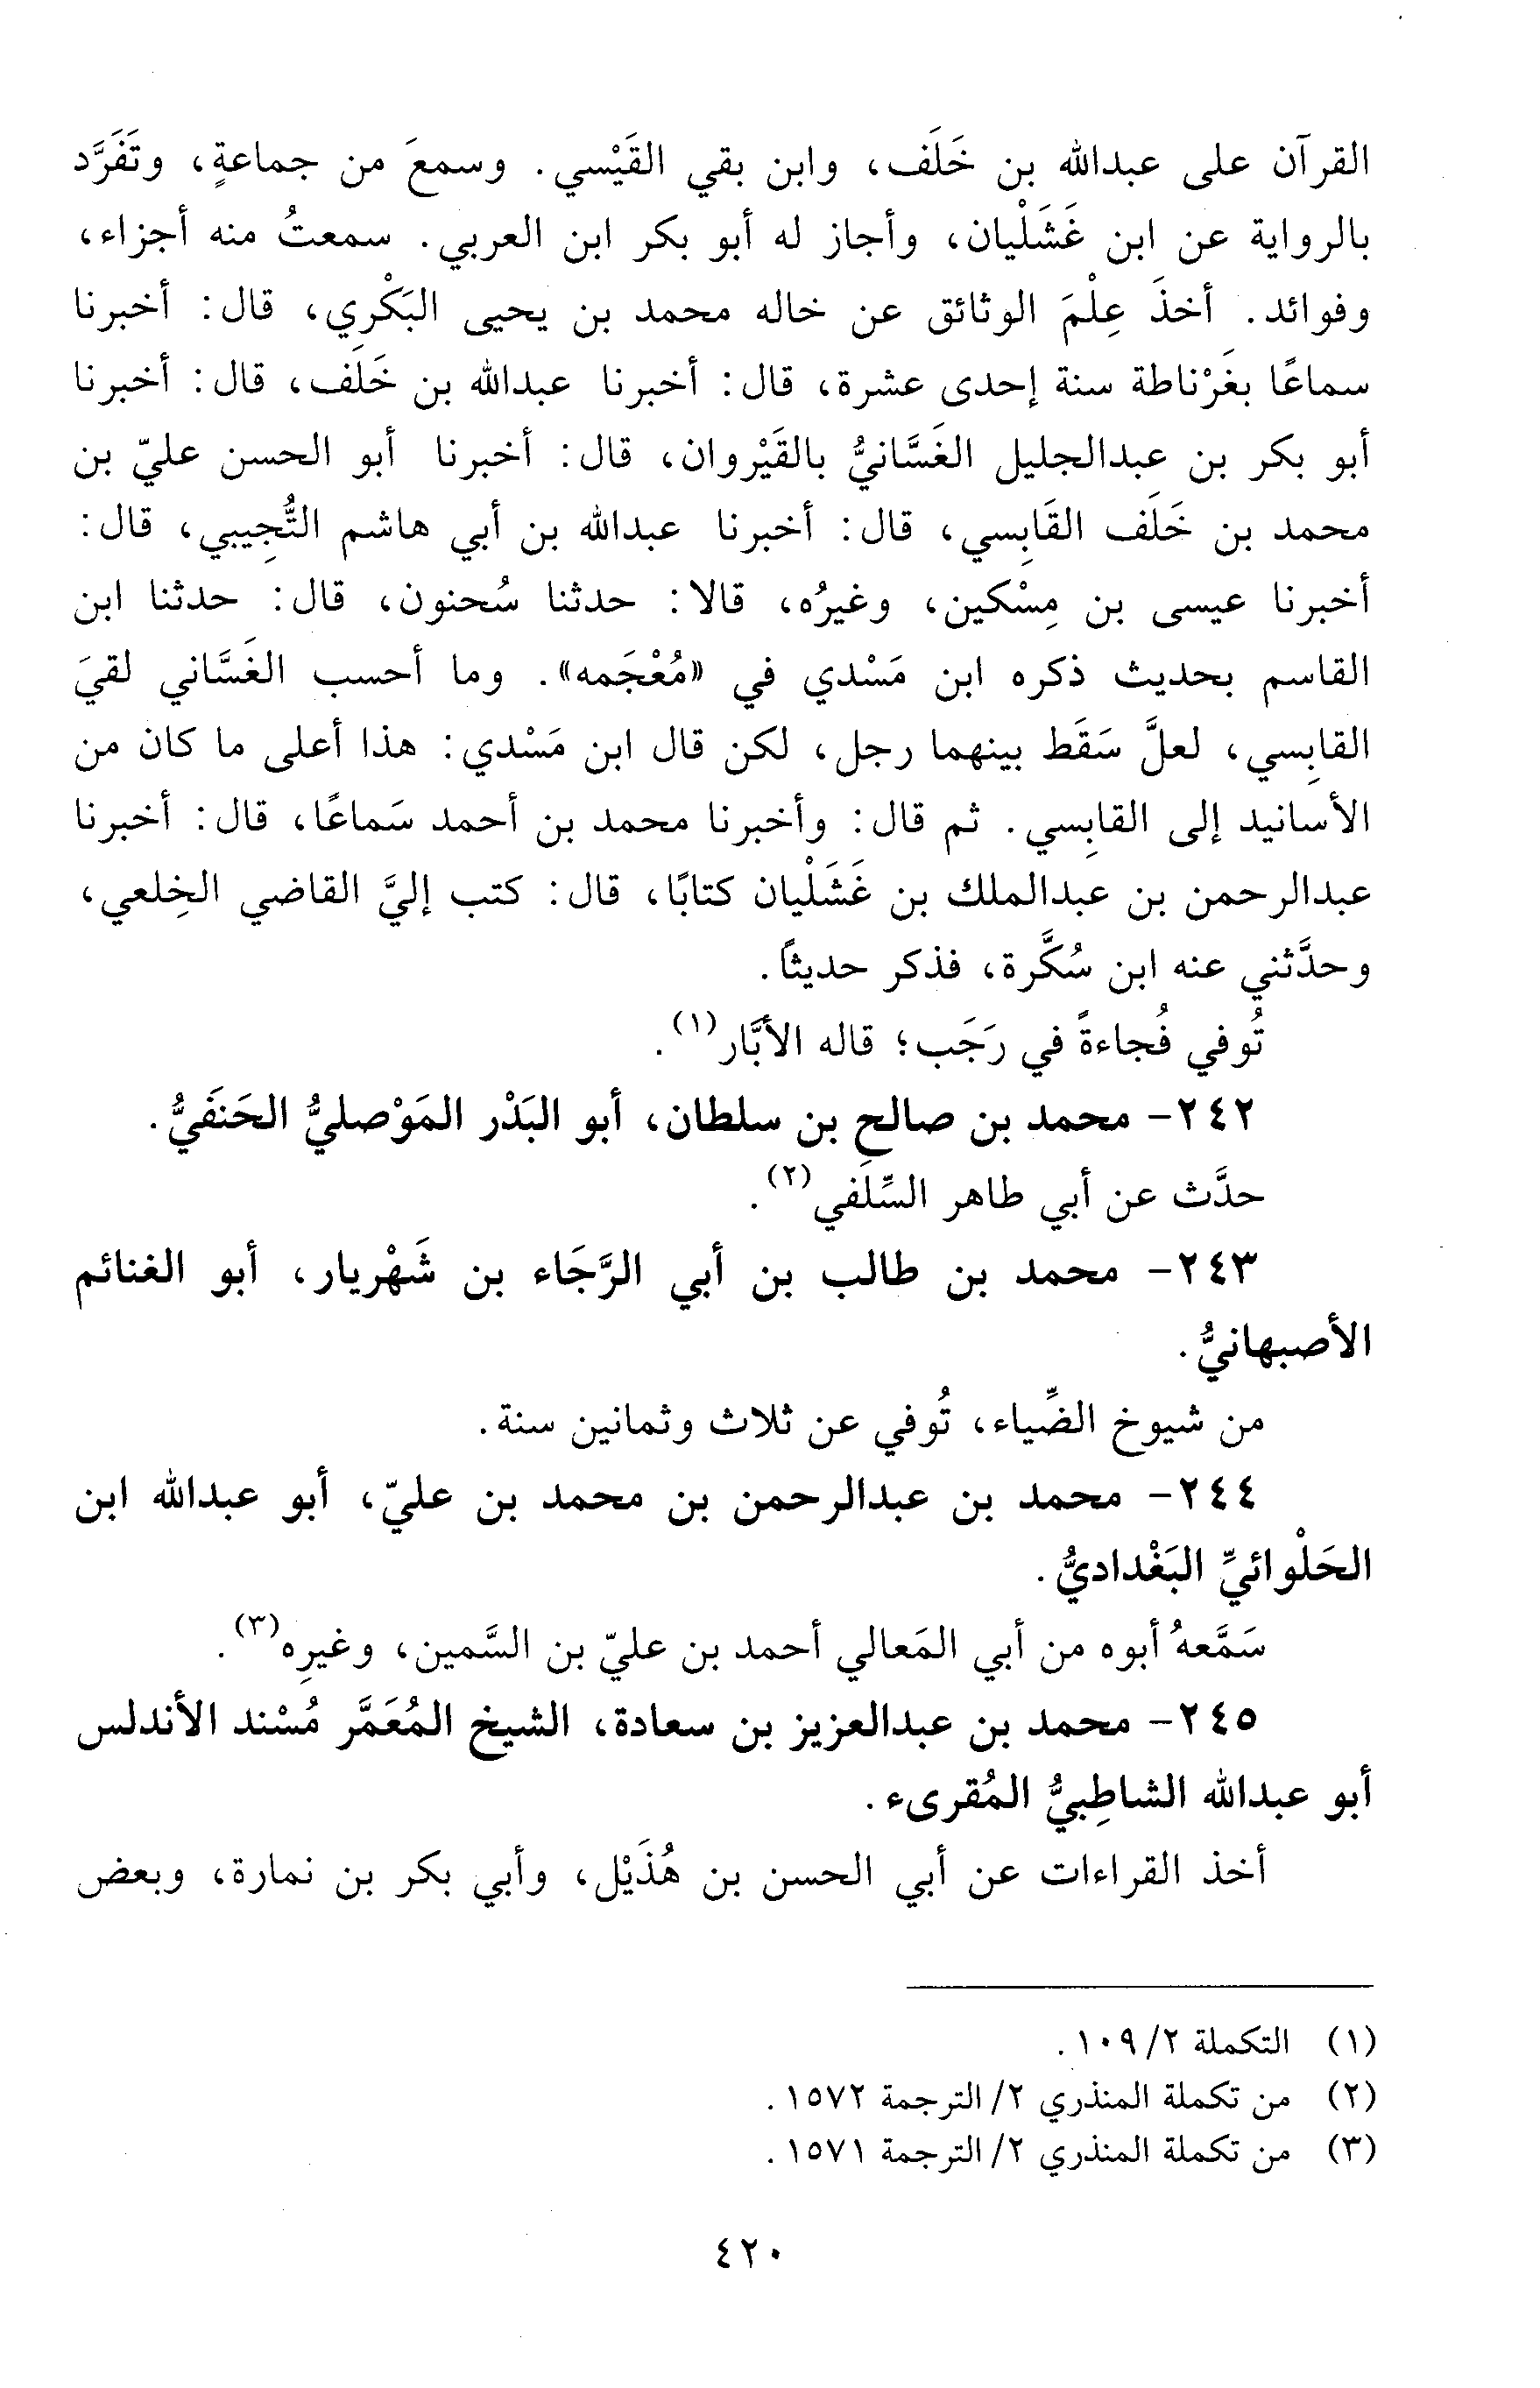 القرآن على عبدالله بن خَلَف، وابن بقي القَيْسي. وسمعَ من جماعةٍ، وتَفَرَّد
بالرواية عن ابن غَشَلْيان، وأجاز له أبو بكر ابن العربي. سمعتُ منه أجزاء،
وفوائد. أخذَ عِلْمَ الوثائق عن خاله محمد بن يحيى البَكْري، قال: أخبرنا
سماعًا بغَرْناطة سنة إحدى عشرة، قال: أخبرنا عبدالله بن خَلَف، قال: أخبرنا
أبو بكر بن عبدالجليل الغَسَّانيُّ بالقَيْروان، قال: أخبرنا أبو الحسن عليّ بن
محمد بن خَلَف القَابِسي، قال: أخبرنا عبدالله بن أبي هاشم التُّجِيبي، قال:
أخبرنا عيسى بن مِسْكين، وغيرُه، قالا: حدثنا سُحنون، قال: حدثنا ابن
القاسم بحديث ذكره ابن مَسْدي في «مُعْجَمه». وما أحسب الغَسَّاني لقيَ
القابِسي، لعلَّ سَقَط بينهما رجل، لكن قال ابن مَسْدي: هذا أعلى ما كان من
الأسانيد إلى القابِسي. ثم قال: وأخبرنا محمد بن أحمد سَماعًا، قال: أخبرنا
عبدالرحمن بن عبدالملك بن غَشَلْيان كتابًا، قال: كتب إليَّ القاضي الخِلعي،
وحدَّثني عنه ابن سُكَّرة، فذكر حديثاً.
تُوفي فُجاءةً في رَجَب؛ قاله الأبَّار(١).
٢٤٢- محمد بن صالح بن سلطان، أبو البَدْر المَوْصليُّ الحَنفَيُّ.
حدَّث عن أبي طاهر السِّلَفي(٢).
٢٤٣- محمد بن طالب بن أبي الرَّجَاء بن شَهْريار، أبو الغنائم
الأصبهانيُّ.
من شيوخ الضِّياء، تُوفي عن ثلاث وثمانين سنة.
٢٤٤- محمد بن عبدالرحمن بن محمد بن عليّ، أبو عبدالله ابن
الحَلْوائيِّ البَغْداديُّ.
سَمَّعهُ أبوه من أبي المَعالي أحمد بن عليّ بن السَّمين، وغيرِه(٣).
٢٤٥- محمد بن عبدالعزيز بن سعادة، الشيخ المُعَمَّر مُسْند الأندلس
أبو عبدالله الشاطِبيُّ المُقرىء.
أخذ القراءات عن أبي الحسن بن هُذَيْل، وأبي بكر بن نمارة، وبعض
(١) التكملة ٢/ ١٠٩.
(٢) من تكملة المنذري ٢/ الترجمة ١٥٧٢.
(٣) من تكملة المنذري ٢/ الترجمة ١٥٧١.
٤٢٠